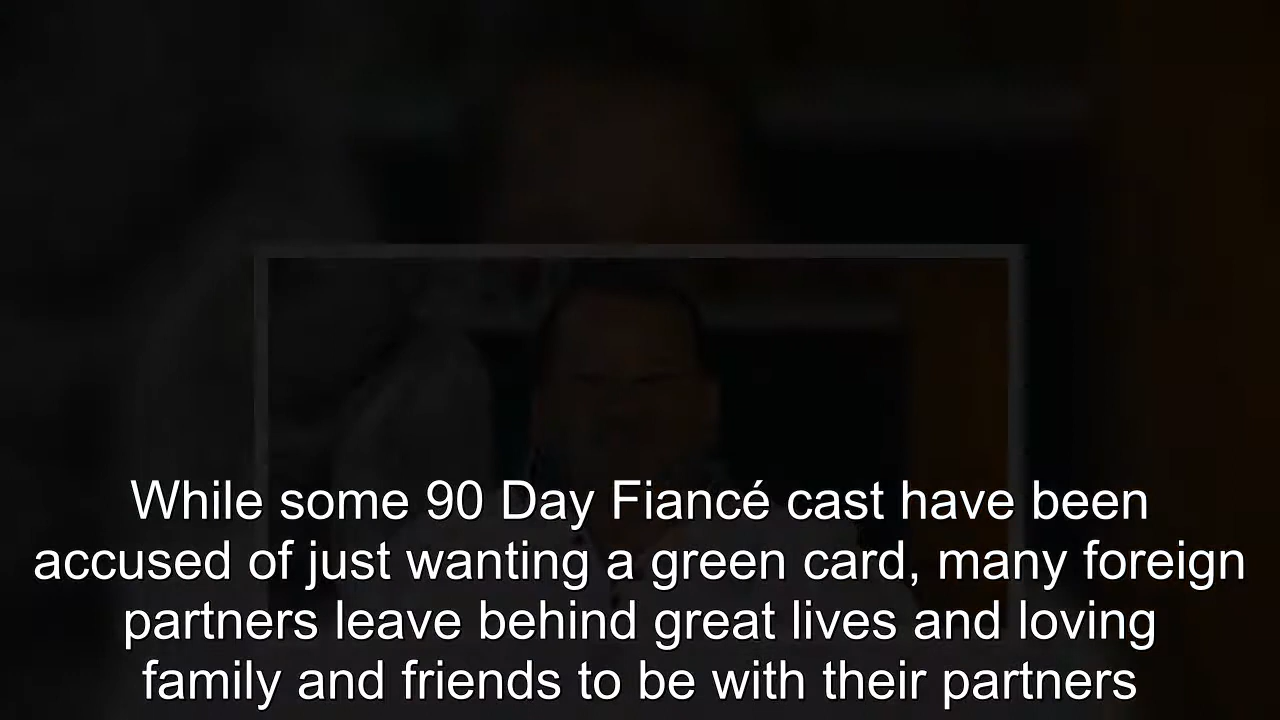 While some 90 Day Fiancé cast have been
accused of just wanting a green card, many foreign
partners leave behind great lives and loving
family and friends to be with their partners